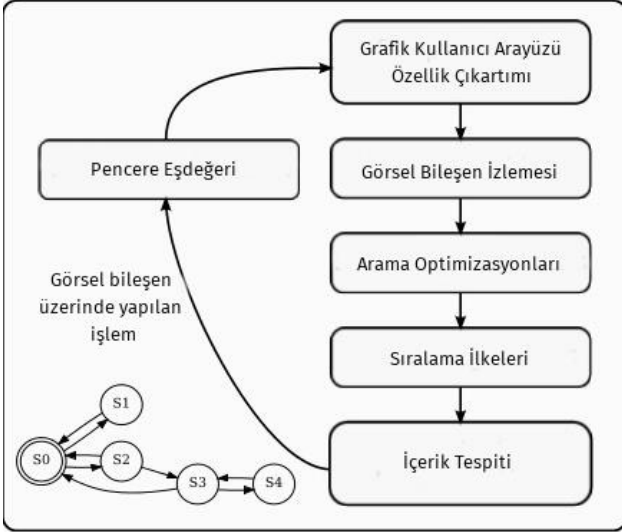 Grafik Kullanıcı Arayüzü
Özellik Çıkartımı
Pencere Eşdeğeri
Görsel Bileşen İzlemesi
Arama Optimizasyonları
Görsel bileşen
üzerinde yapılan
işlem
Sıralama İlkeleri
İçerik Tespiti
S1
S0
S2
S3
S4